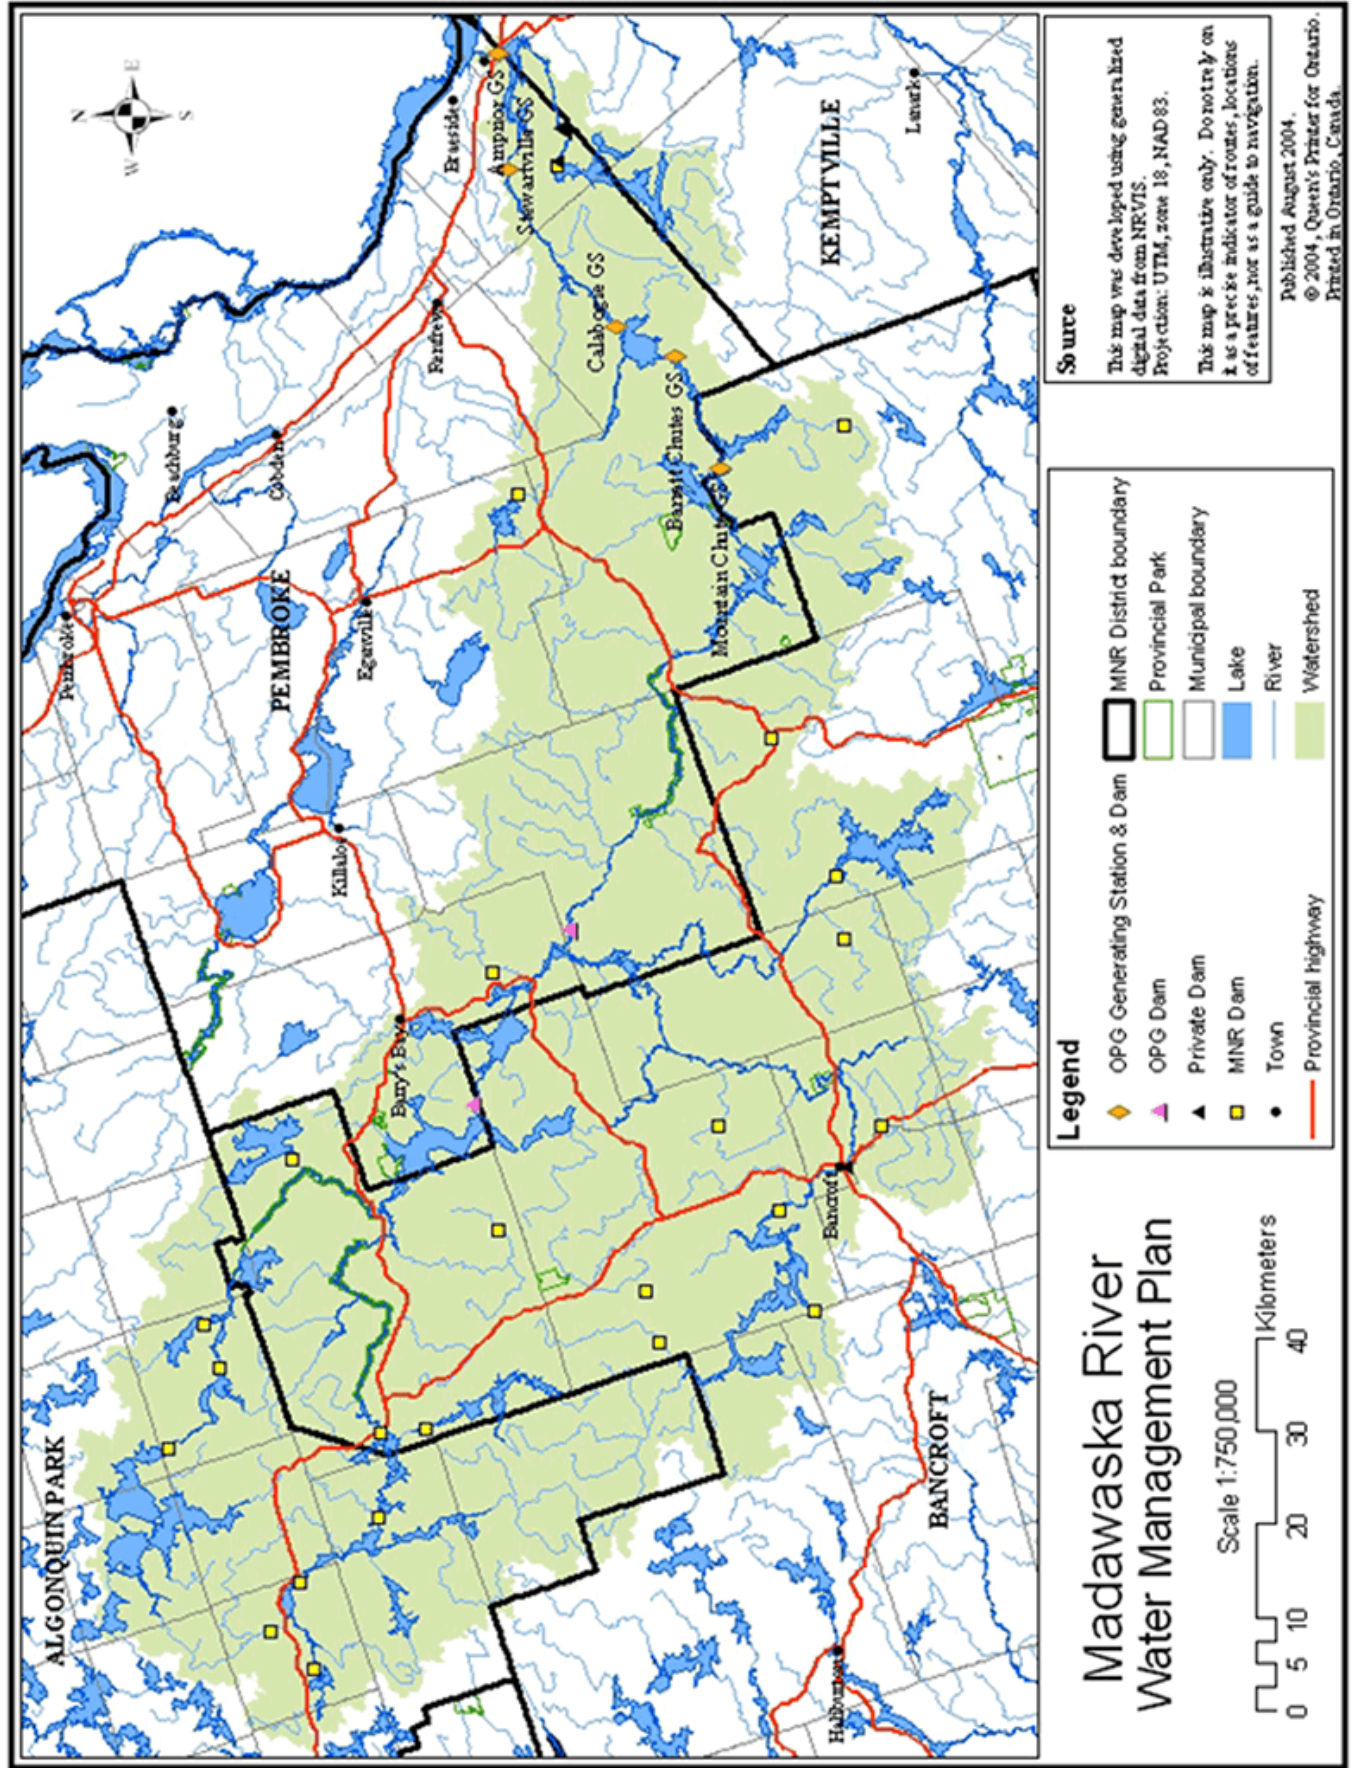 ALGONQUIN PARK
PEMBROKE
KEMPTVILLE
BANCROFT
Pembroke
Beachburg
Cobden
Eganville
Killaloe
Barry's Bay
Renfrew
Braeside
Arnprior GS
Stewartville GS
Calabogie GS
Barrett Chutes GS
Mountain Chute GS
Lanark
Bancroft
Haliburton
N
E
S
W
Madawaska River
Water Management Plan
Scale 1:750,000
0 5 10 20 30 40
Kilometers
Legend
OPG Generating Station & Dam
OPG Dam
Private Dam
MNR Dam
Town
Provincial highway
MNR District boundary
Provincial Park
Municipal boundary
Lake
River
Watershed
Source
This map was developed using generalized
digital data from NRVIS.
Projection: UTM, zone 18, NAD83.
This map is illustrative only. Do not rely on
it as a precise indicator of routes, locations
of features, nor as a guide to navigation.
Published August 2004.
© 2004, Queen's Printer for Ontario.
Printed in Ontario, Canada.